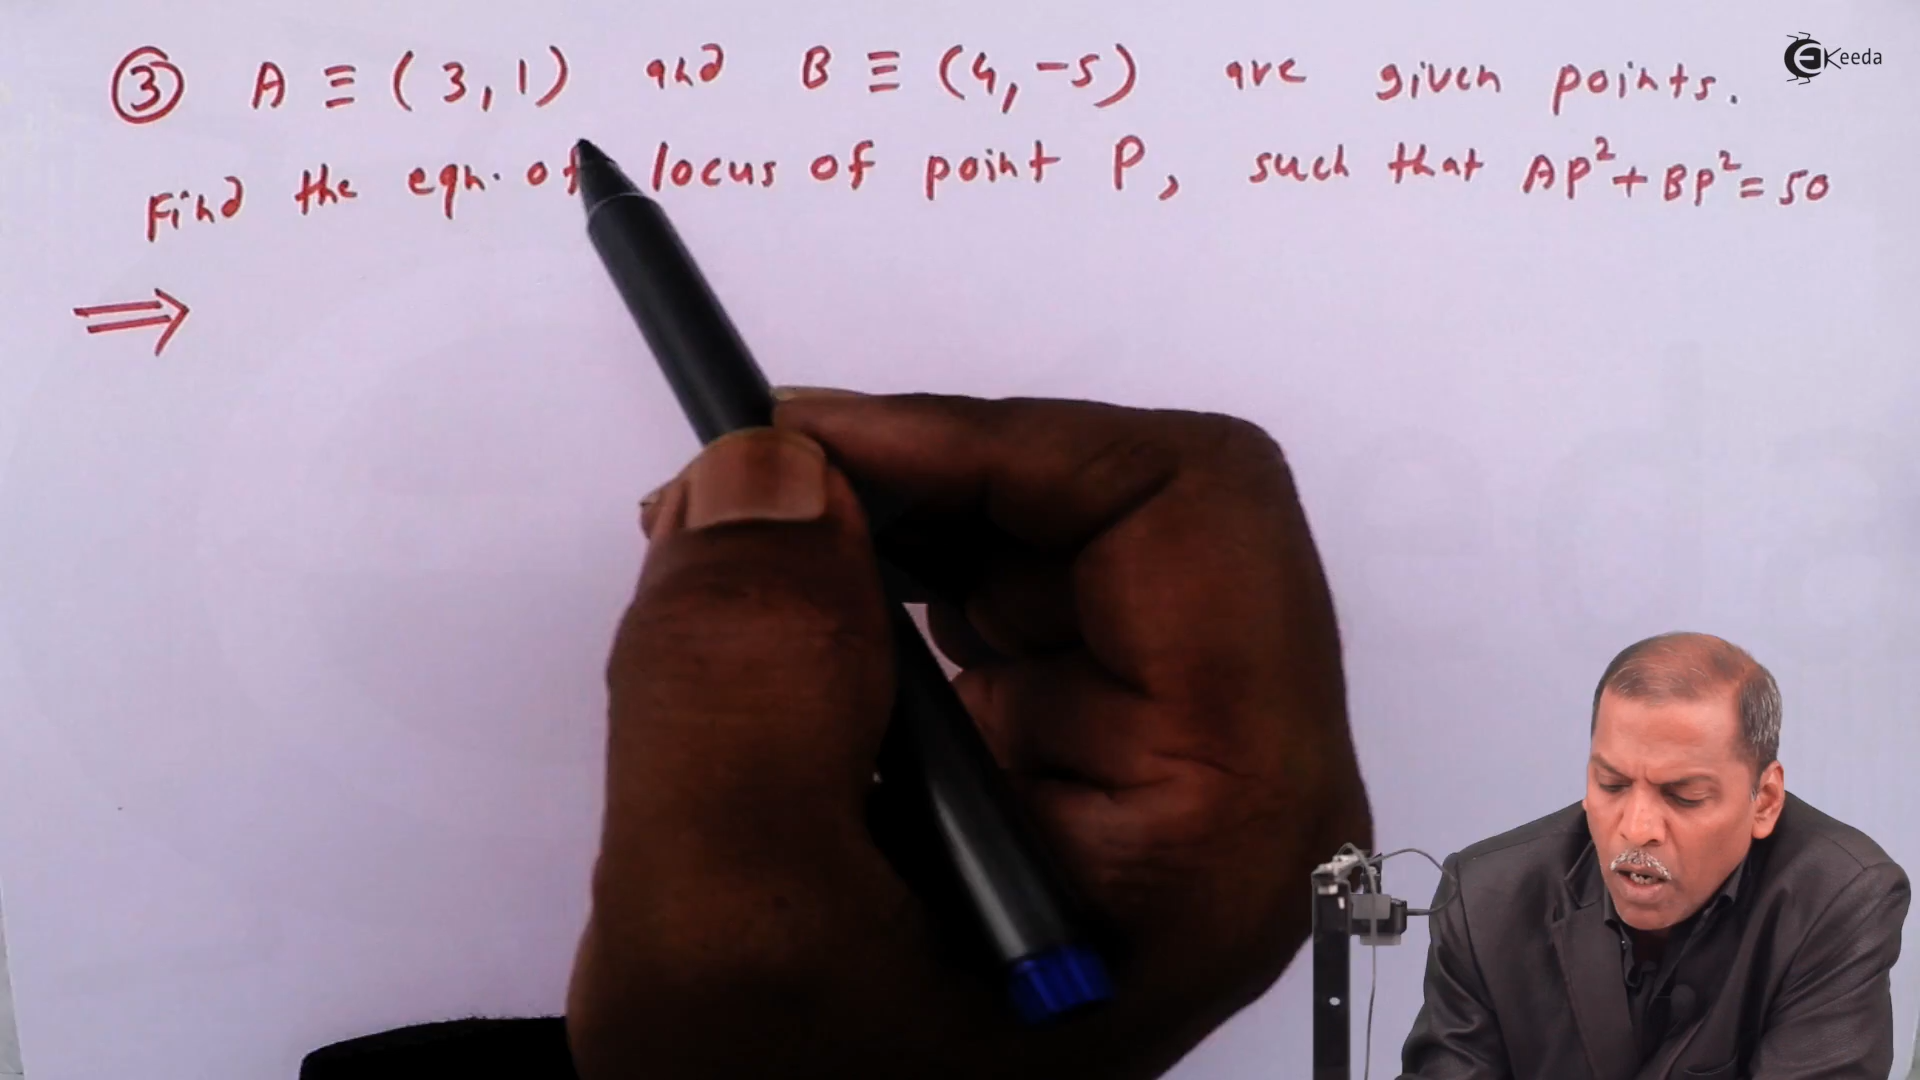 ③ A ≡ (3,1) and B ≡ (4,-5) are given points.
Find the eqn. of locus of point P, such that AP²+BP²=50
⇒
EKeeda